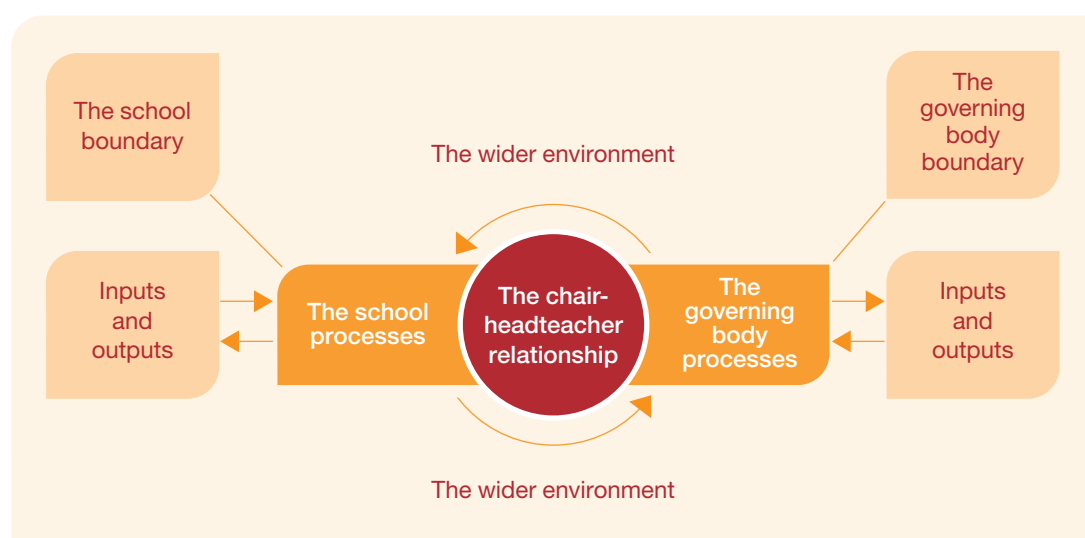 The school
boundary
The
governing
body
boundary
The wider environment
Inputs
and
outputs
The school
processes
The chair-
headteacher
relationship
The
governing
body
processes
Inputs
and
outputs
The wider environment